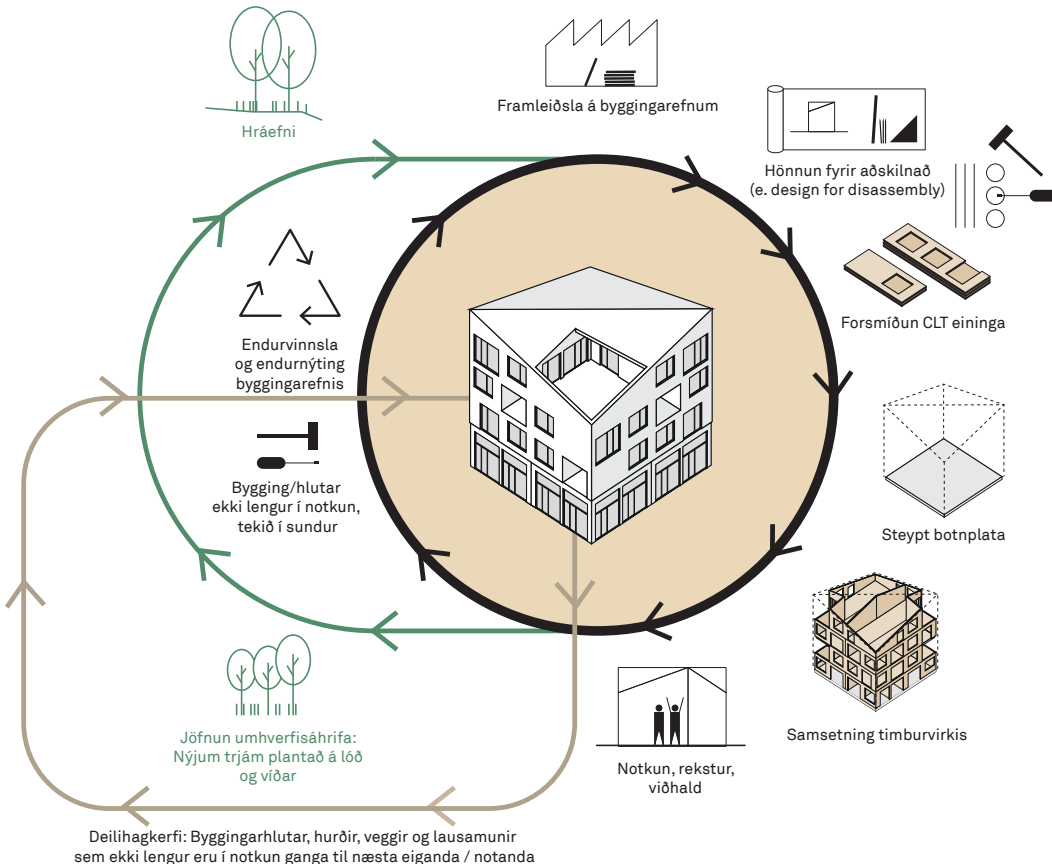 Hráefni
Framleiðsla á byggingarefnum
Hönnun fyrir aðskilnað
(e. design for disassembly)
Forsmíðun CLT eininga
Endurvinnsla
og endurnýting
byggingarefnis
Bygging/hlutar
ekki lengur í notkun,
tekið í sundur
Steypt botnplata
Samsetning timburvirkis
Jöfnun umhverfisáhrifa:
Nýjum trjám plantað á lóð
og víðar
Notkun, rekstur,
viðhald
Deilihagkerfi: Byggingarhlutar, hurðir, veggir og lausamunir
sem ekki lengur eru í notkun ganga til næsta eiganda / notanda